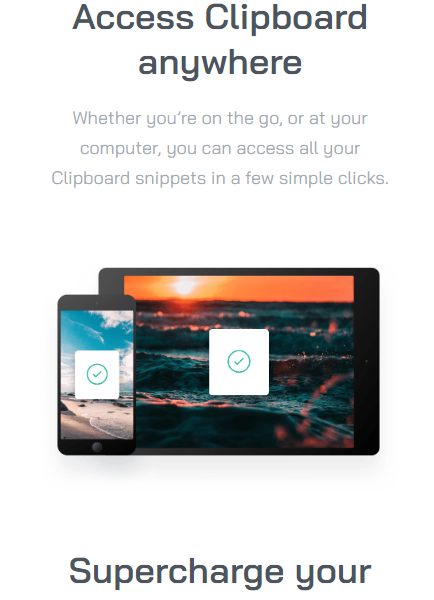 Access Clipboard
anywhere
Whether you’re on the go, or at your
computer, you can access all your
Clipboard snippets in a few simple clicks.
Supercharge your